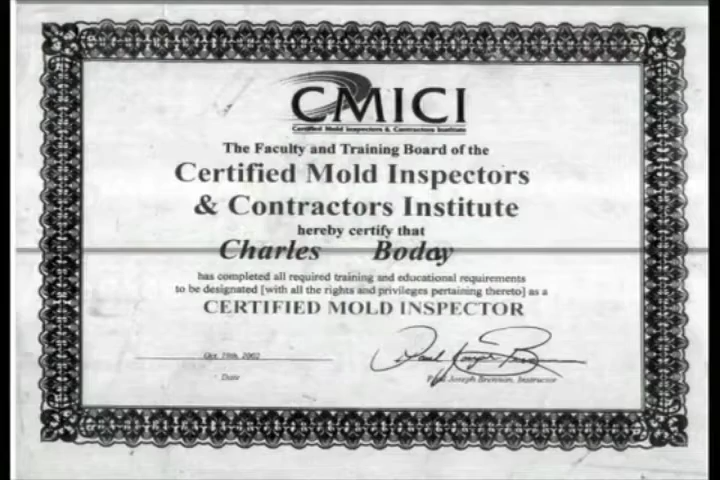 CMICI
Certified Mold Inspectors & Contractors Institute
The Faculty and Training Board of the
Certified Mold Inspectors
& Contractors Institute
hereby certify that
Charles Boday
has completed all required training and educational requirements
to be designated [with all the rights and privileges pertaining thereto] as a
CERTIFIED MOLD INSPECTOR
2002
Date
Paul Joseph Brennan, Instructor